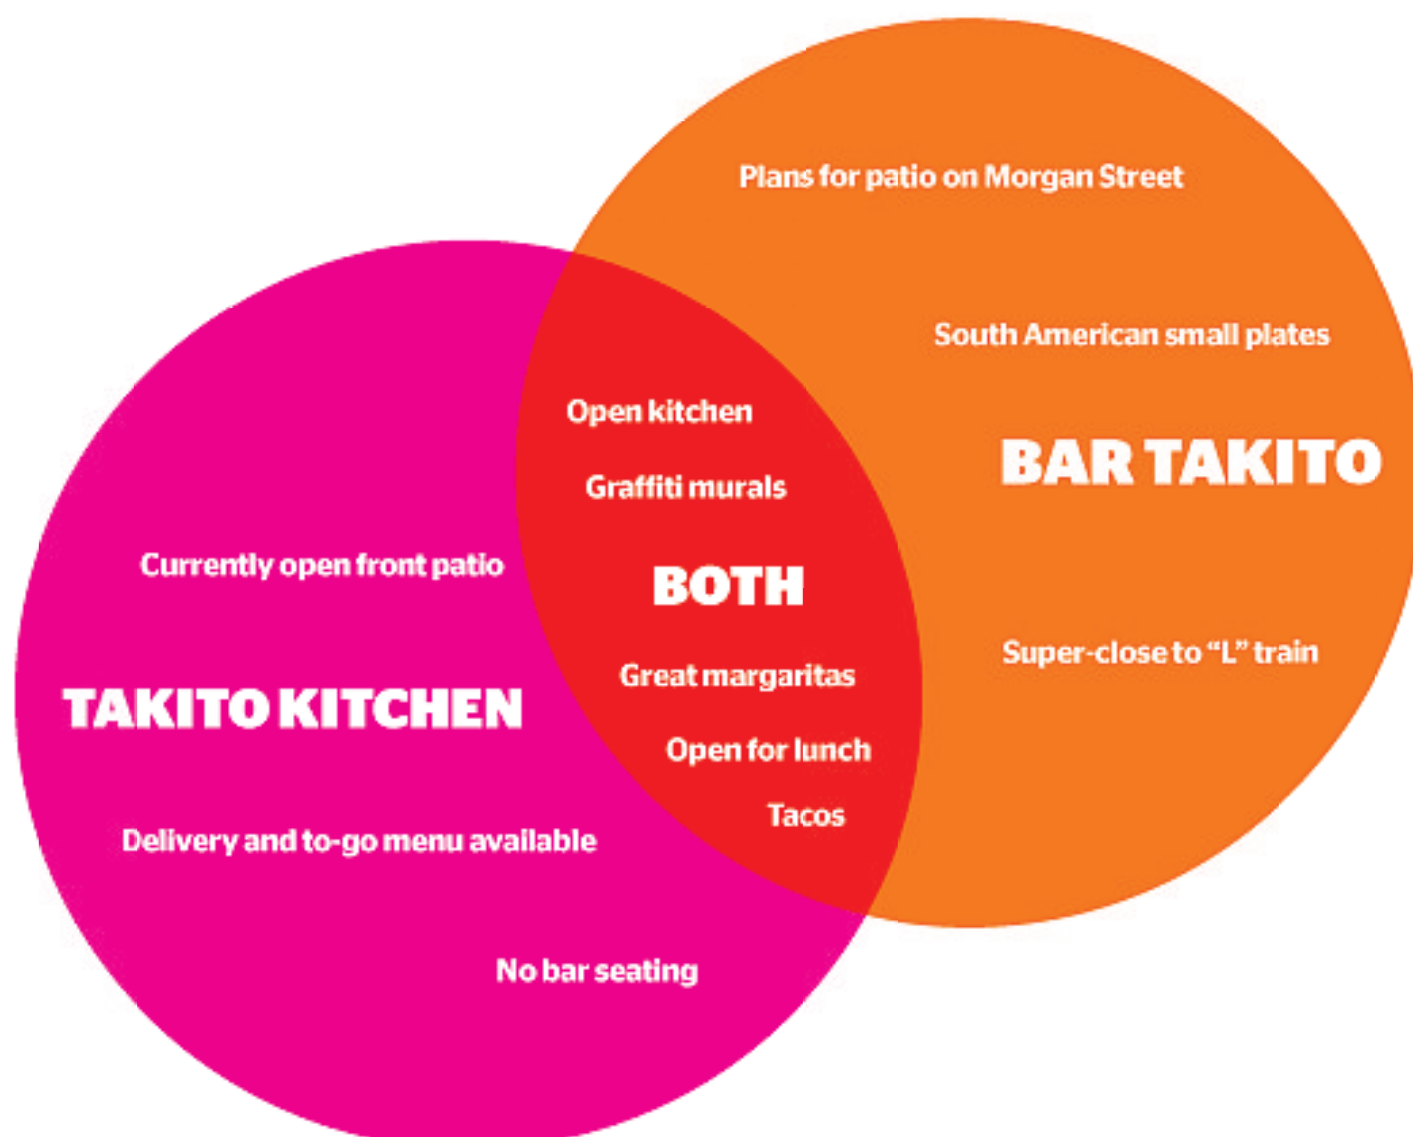 Plans for patio on Morgan Street
South American small plates
BAR TAKITO
Super-close to “L” train
Open kitchen
Graffiti murals
BOTH
Great margaritas
Open for lunch
Tacos
Currently open front patio
TAKITO KITCHEN
Delivery and to-go menu available
No bar seating